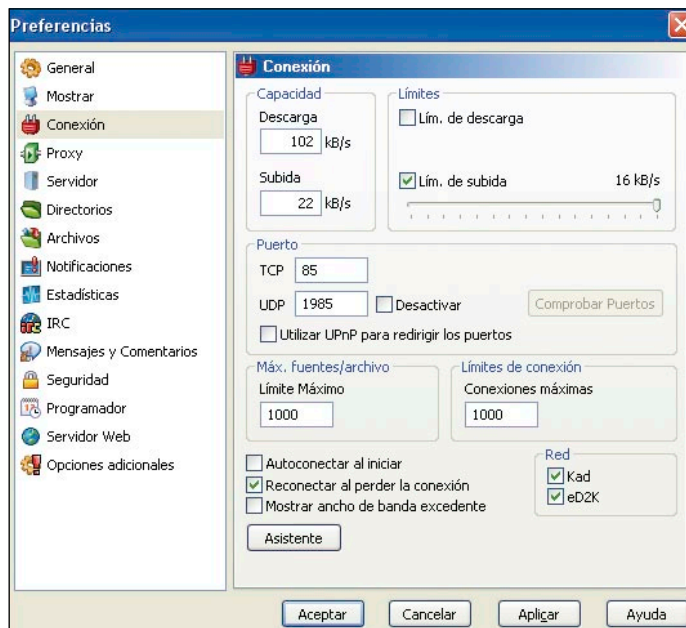 Preferencias
General
Mostrar
Conexión
Proxy
Servidor
Directorios
Archivos
Notificaciones
Estadísticas
IRC
Mensajes y Comentarios
Seguridad
Programador
Servidor Web
Opciones adicionales
Conexión
Capacidad
Descarga
102 kB/s
Subida
22 kB/s
Límites
Lím. de descarga
Lím. de subida 16 kB/s
Puerto
TCP 85
UDP 1985 Desactivar Comprobar Puertos
Utilizar UPnP para redirigir los puertos
Máx. fuentes/archivo
Límite Máximo
1000
Límites de conexión
Conexiones máximas
1000
Autoconectar al iniciar
Reconectar al perder la conexión
Mostrar ancho de banda excedente
Red
Kad
eD2K
Asistente
Aceptar Cancelar Aplicar Ayuda